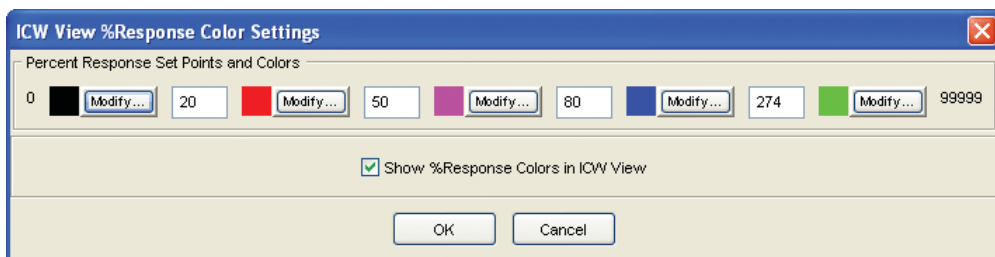 ICW View %Response Color Settings
Percent Response Set Points and Colors
0 Modify... 20 Modify... 50 Modify... 80 Modify... 274 Modify... 99999
Show %Response Colors in ICW View
OK Cancel